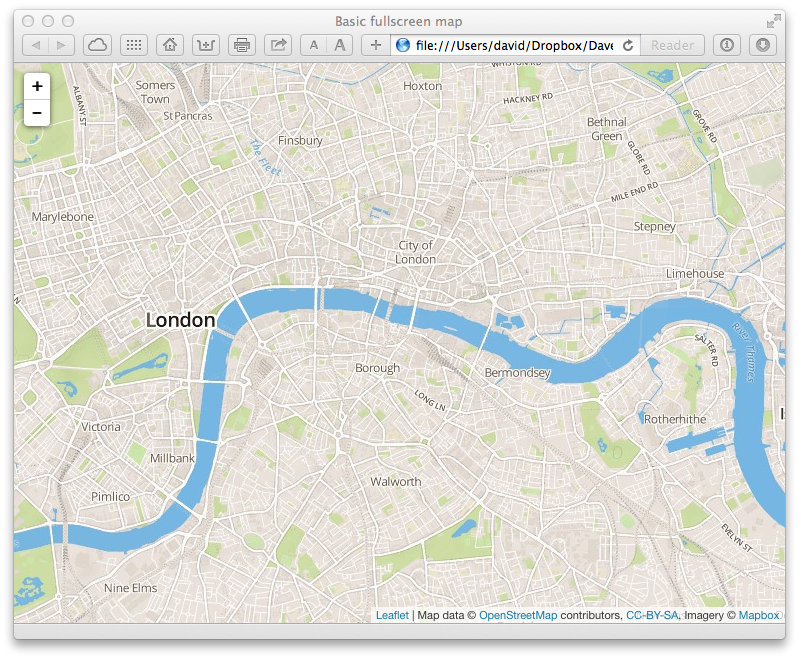 Basic fullscreen map
A A + file:///Users/david/Dropbox/Dave Reader
+
−
WHISTON RD
Somers
Town
Hoxton
ALBANY ST
HACKNEY RD
St Pancras
Bethnal
Green
GROVE RD
Finsbury
The Fleet
GLOBE RD
MILE END RD
Marylebone
Stepney
City of
London
Limehouse
London
River Thames
SALTER RD
Borough
Bermondsey
LONG LN
Rotherhithe
Is
Victoria
Millbank
Walworth
Pimlico
EVELYN ST
Nine Elms
Leaflet | Map data © OpenStreetMap contributors, CC-BY-SA, Imagery © Mapbox